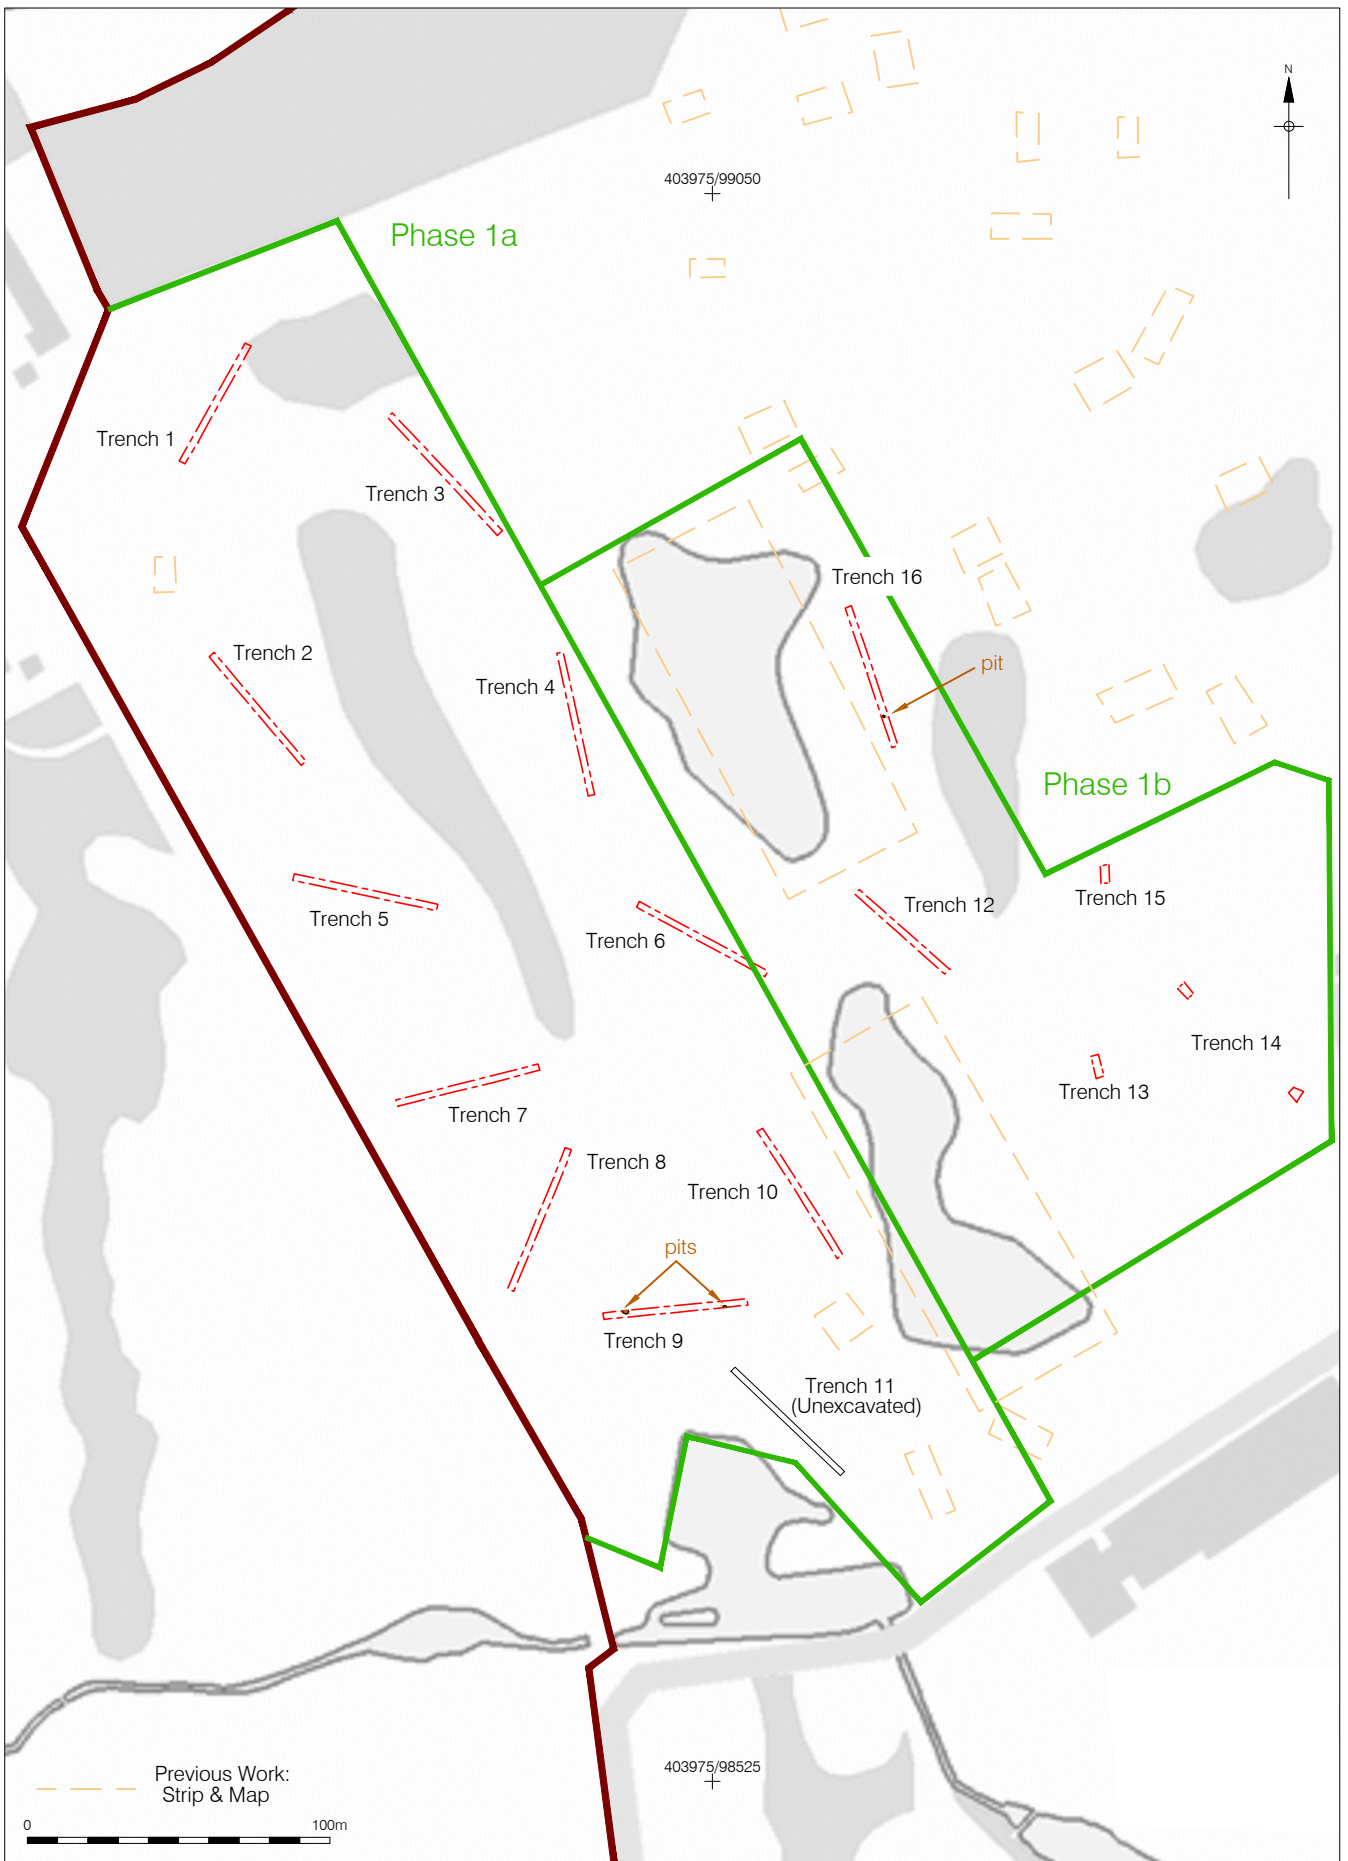 N
403975/99050
Phase 1a
Trench 1
Trench 3
Trench 16
Trench 2
pit
Trench 4
Phase 1b
Trench 15
Trench 12
Trench 5
Trench 6
Trench 14
Trench 13
Trench 7
Trench 8
Trench 10
pits
Trench 9
Trench 11
(Unexcavated)
403975/98525
Previous Work:
Strip & Map
0
100m